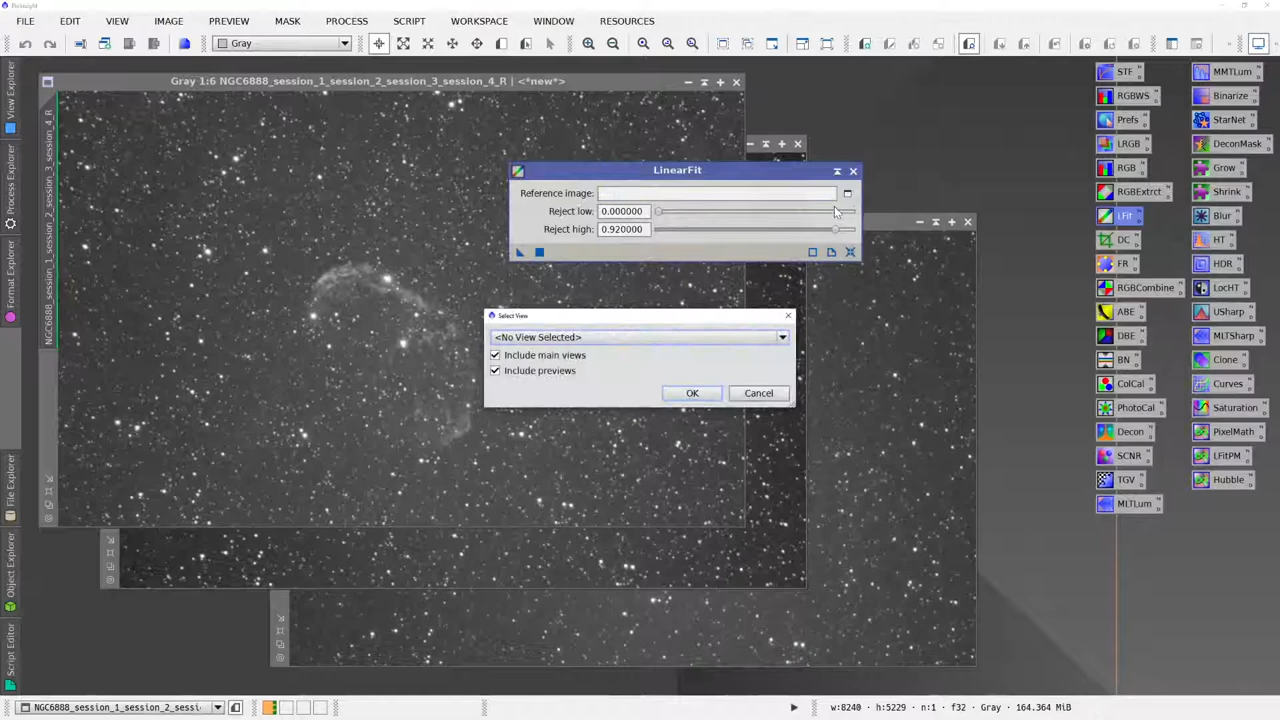 PixInsight
FILE EDIT VIEW IMAGE PREVIEW MASK PROCESS SCRIPT WORKSPACE WINDOW RESOURCES
Gray
View Explorer
Process Explorer
Format Explorer
File Explorer
Object Explorer
Script Editor
Gray 1:6 NGC6888_session_1_session_2_session_3_session_4_R | <*new*>
NGC6888_session_1_session_2_session_3_session_4_R
LinearFit
Reference image:
Reject low: 0.000000
Reject high: 0.920000
Select View
<No View Selected>
Include main views
Include previews
OK Cancel
STF MMTLum
RGBWS Binarize
Prefs StarNet
LRGB DeconMask
RGB Grow
RGBExtrct Shrink
LFit Blur
DC HT
FR HDR
RGBCombine LocHT
ABE USharp
DBE MLTSharp
BN Clone
ColCal Curves
PhotoCal Saturation
Decon PixelMath
SCNR LFitPM
TGV Hubble
MLTLum
NGC6888_session_1_session_2_sessi
w:8240 · h:5229 · n:1 · f32 · Gray · 164.364 MiB